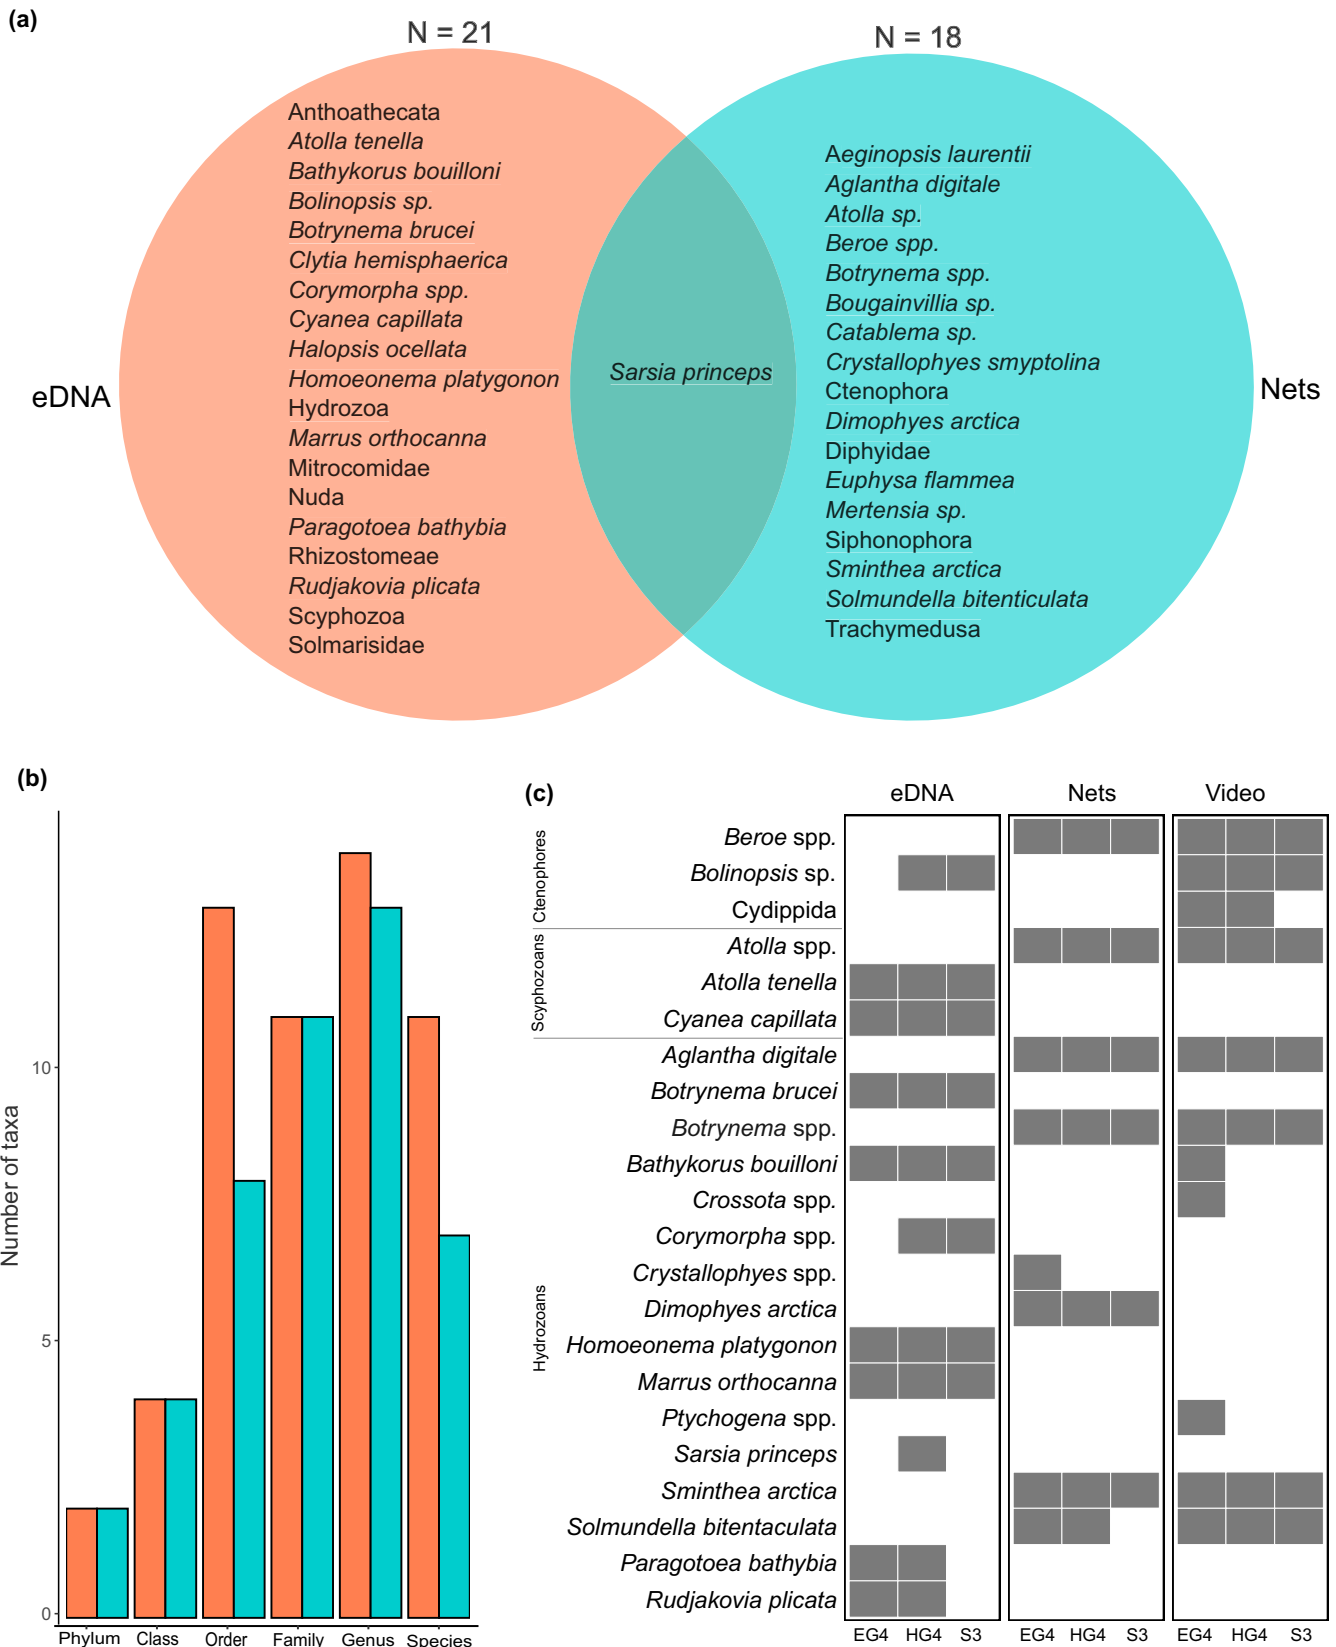 (a)
N = 21
N = 18
Anthoathecata
Atolla tenella
Bathykorus bouilloni
Bolinopsis sp.
Botrynema brucei
Clytia hemisphaerica
Corymorpha spp.
Cyanea capillata
Halopsis ocellata
Homoeonema platygonon
Hydrozoa
Marrus orthocanna
Mitrocomidae
Nuda
Paragotoea bathybia
Rhizostomeae
Rudjakovia plicata
Scyphozoa
Solmarisidae
eDNA
Sarsia princeps
Aeginopsis laurentii
Aglantha digitale
Atolla sp.
Beroe spp.
Botrynema spp.
Bougainvillia sp.
Catablema sp.
Crystallophyes smyptolina
Ctenophora
Dimophyes arctica
Diphyidae
Euphysa flammea
Mertensia sp.
Siphonophora
Sminthea arctica
Solmundella bitenticulata
Trachymedusa
Nets
(b)
Number of taxa
10
5
0
Phylum Class Order Family Genus Species
(c)
eDNA Nets Video
Ctenophores
Scyphozoans
Hydrozoans
Beroe spp.
Bolinopsis sp.
Cydippida
Atolla spp.
Atolla tenella
Cyanea capillata
Aglantha digitale
Botrynema brucei
Botrynema spp.
Bathykorus bouilloni
Crossota spp.
Corymorpha spp.
Crystallophyes spp.
Dimophyes arctica
Homoeonema platygonon
Marrus orthocanna
Ptychogena spp.
Sarsia princeps
Sminthea arctica
Solmundella bitentaculata
Paragotoea bathybia
Rudjakovia plicata
EG4 HG4 S3 EG4 HG4 S3 EG4 HG4 S3